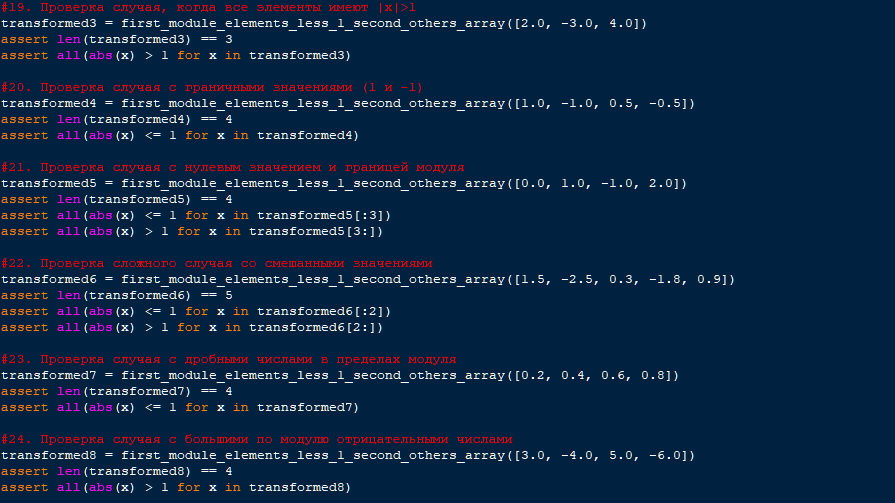 #19. Проверка случая, когда все элементы имеют |x|>1
transformed3 = first_module_elements_less_1_second_others_array([2.0, -3.0, 4.0])
assert len(transformed3) == 3
assert all(abs(x) > 1 for x in transformed3)
#20. Проверка случая с граничными значениями (1 и -1)
transformed4 = first_module_elements_less_1_second_others_array([1.0, -1.0, 0.5, -0.5])
assert len(transformed4) == 4
assert all(abs(x) <= 1 for x in transformed4)
#21. Проверка случая с нулевым значением и границей модуля
transformed5 = first_module_elements_less_1_second_others_array([0.0, 1.0, -1.0, 2.0])
assert len(transformed5) == 4
assert all(abs(x) <= 1 for x in transformed5[:3])
assert all(abs(x) > 1 for x in transformed5[3:])
#22. Проверка сложного случая со смешанными значениями
transformed6 = first_module_elements_less_1_second_others_array([1.5, -2.5, 0.3, -1.8, 0.9])
assert len(transformed6) == 5
assert all(abs(x) <= 1 for x in transformed6[:2])
assert all(abs(x) > 1 for x in transformed6[2:])
#23. Проверка случая с дробными числами в пределах модуля
transformed7 = first_module_elements_less_1_second_others_array([0.2, 0.4, 0.6, 0.8])
assert len(transformed7) == 4
assert all(abs(x) <= 1 for x in transformed7)
#24. Проверка случая с большими по модулю отрицательными числами
transformed8 = first_module_elements_less_1_second_others_array([3.0, -4.0, 5.0, -6.0])
assert len(transformed8) == 4
assert all(abs(x) > 1 for x in transformed8)